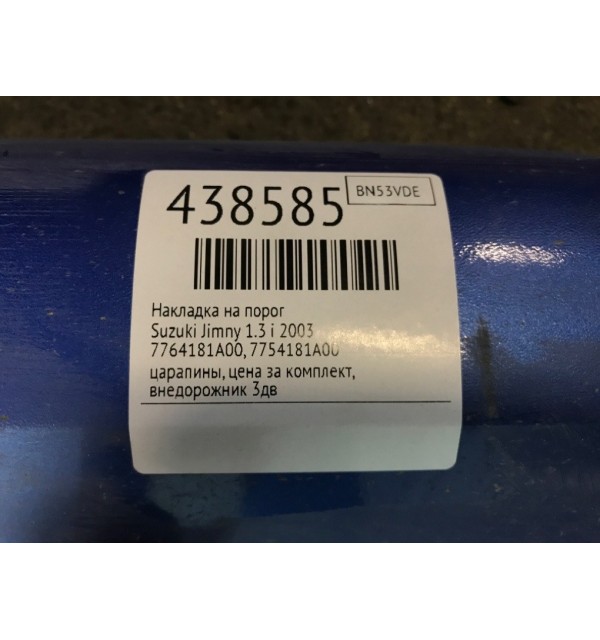 438585
BN53VDE
Накладка на порог
Suzuki Jimny 1.3 i 2003
7764181A00, 7754181A00
царапины, цена за комплект,
внедорожник 3дв